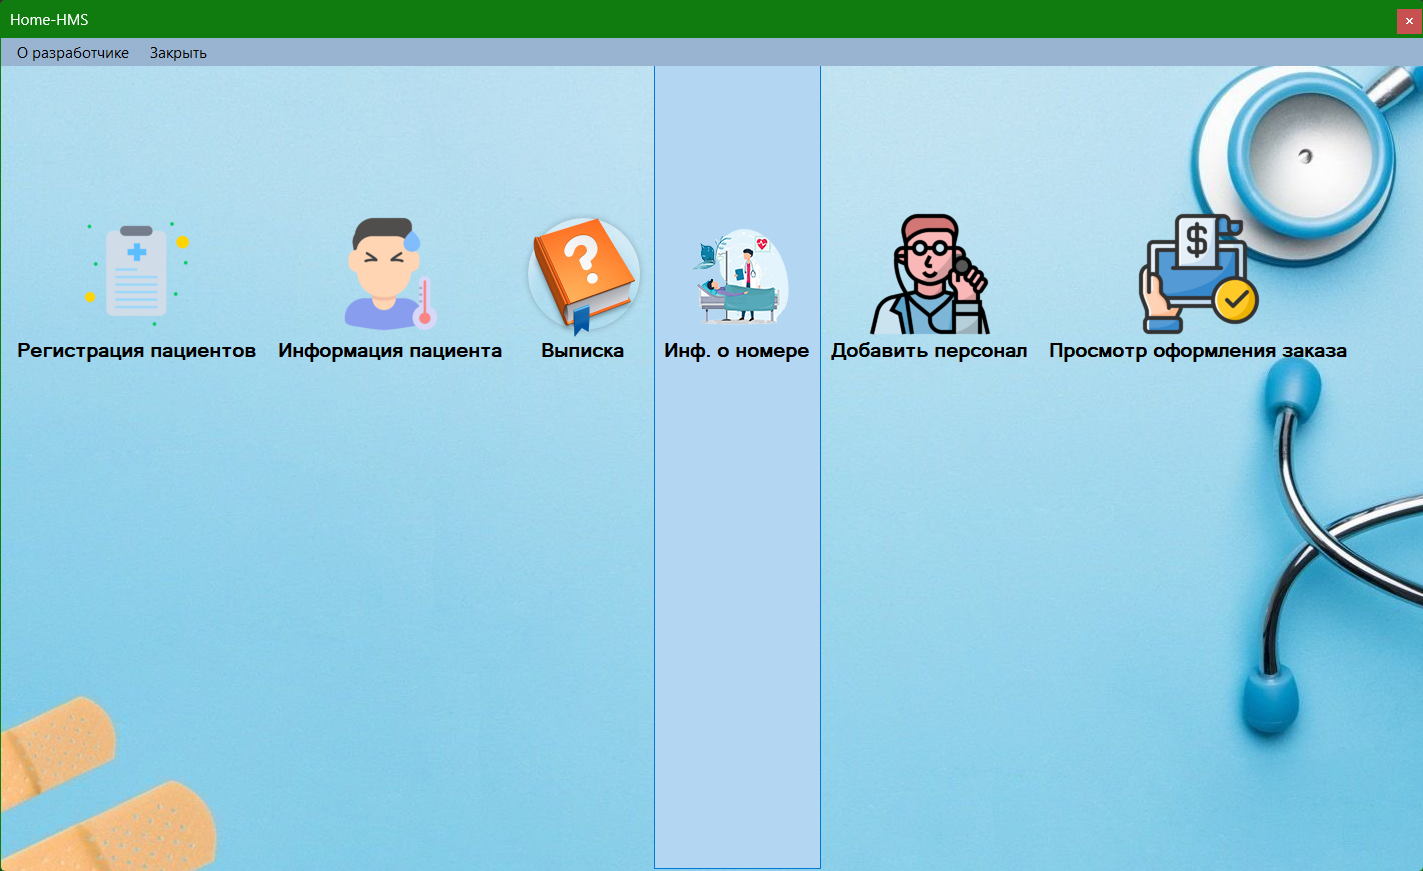 Home-HMS
О разработчике Закрыть
Регистрация пациентов Информация пациента Выписка Инф. о номере Добавить персонал Просмотр оформления заказа